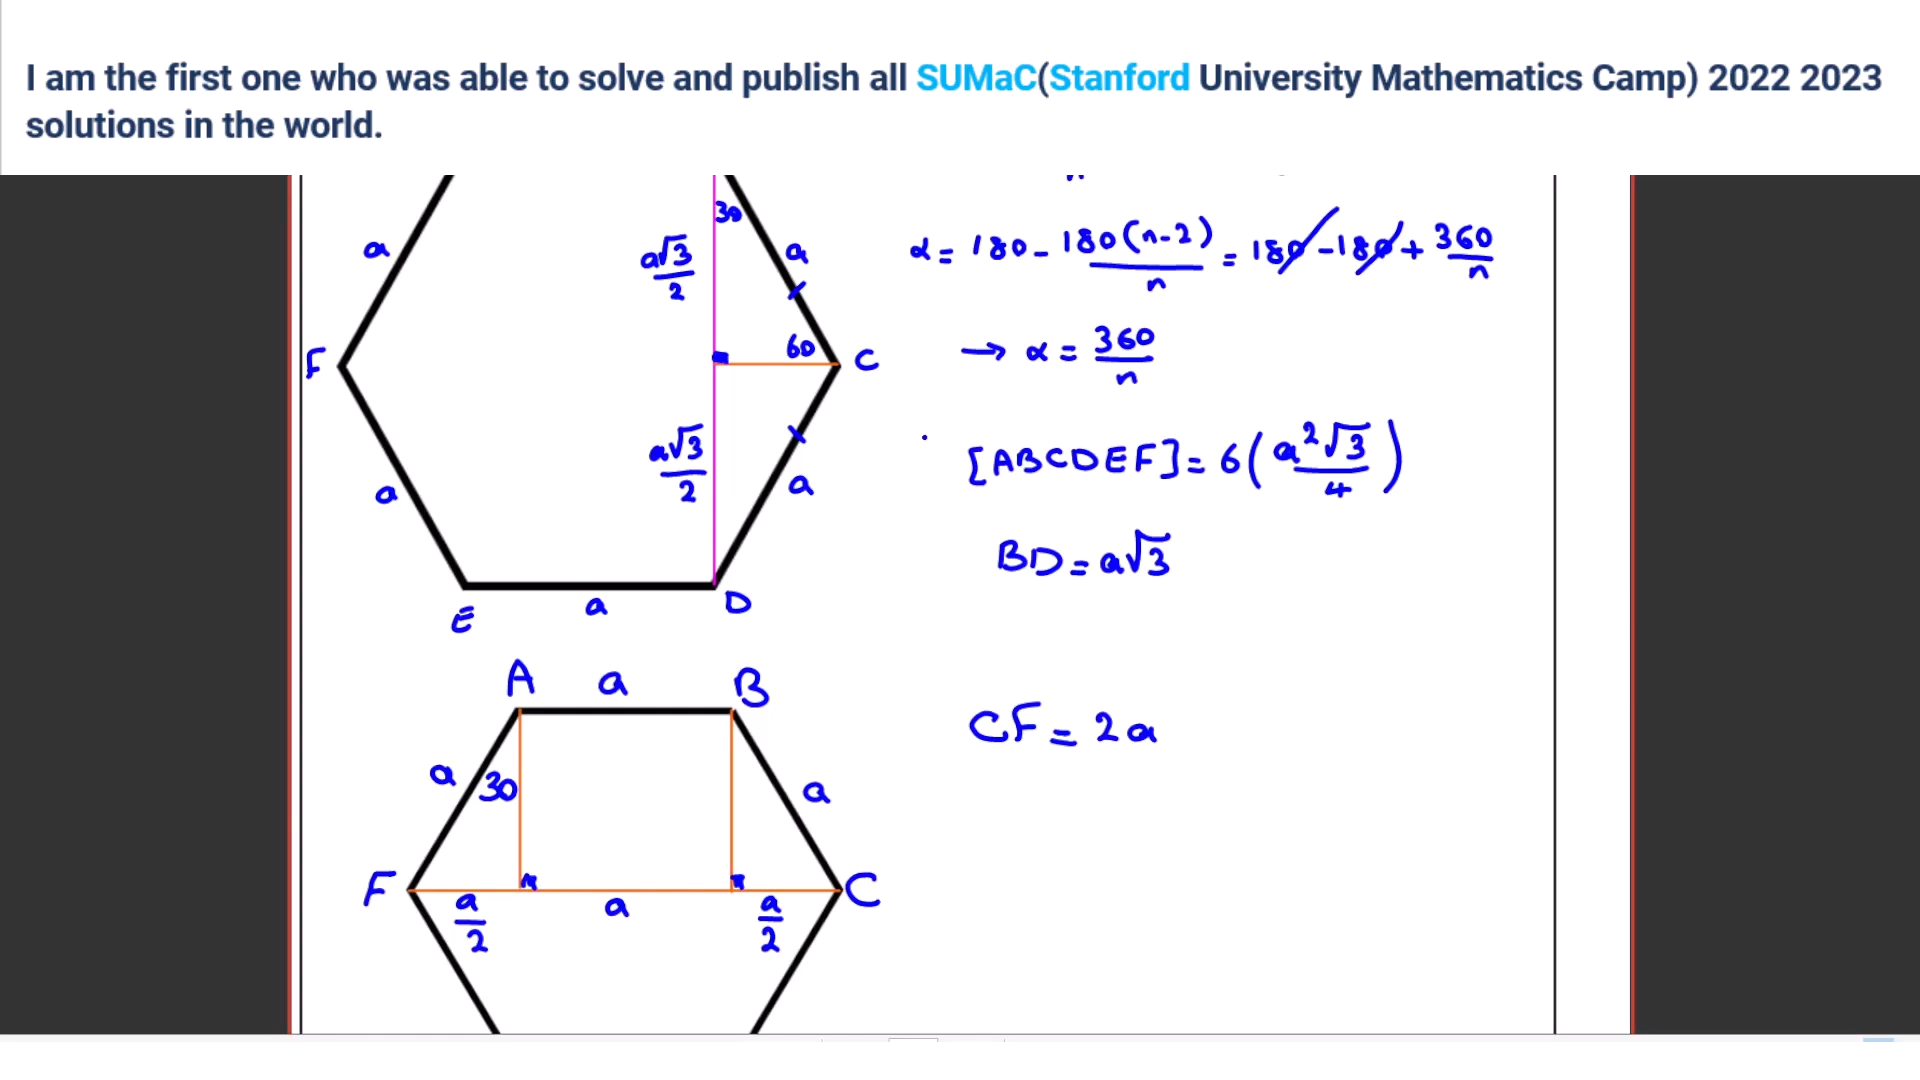 I am the first one who was able to solve and publish all SUMaC(Stanford University Mathematics Camp) 2022 2023
solutions in the world.
30
a√3/2
a
a
α = 180 - 180(n-2)/n = 180 - 180 + 360/n
F
60
C
→ α = 360/n
a√3/2
a
a
[ABCDEF] = 6(a²√3/4)
BD = a√3
E
a
D
A
a
B
CF = 2a
a
30
a
F
a/2
a
a/2
C